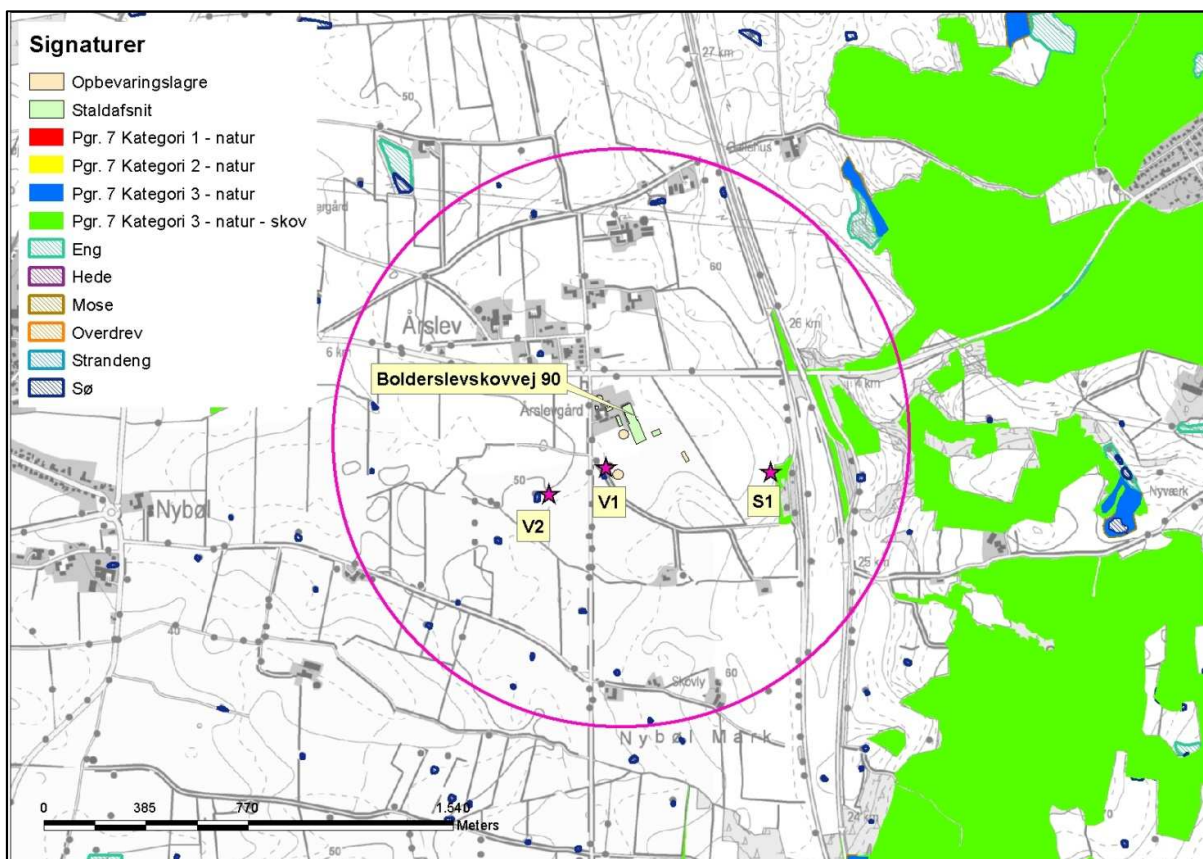 Signaturer
Opbevaringslagre
Staldafsnit
Pgr. 7 Kategori 1 - natur
Pgr. 7 Kategori 2 - natur
Pgr. 7 Kategori 3 - natur
Pgr. 7 Kategori 3 - natur - skov
Eng
Hede
Mose
Overdrev
Strandeng
Sø
50
27 km
60
Årslev
26 km
6 km
Bolderslevskovvej 90
4 km
Årslevgård
50
V1
S1
V2
Nybøl
Nyværk
25 km
40
Skovly
60
Nybøl Mark
0 385 770 1.540
Meters
24 km